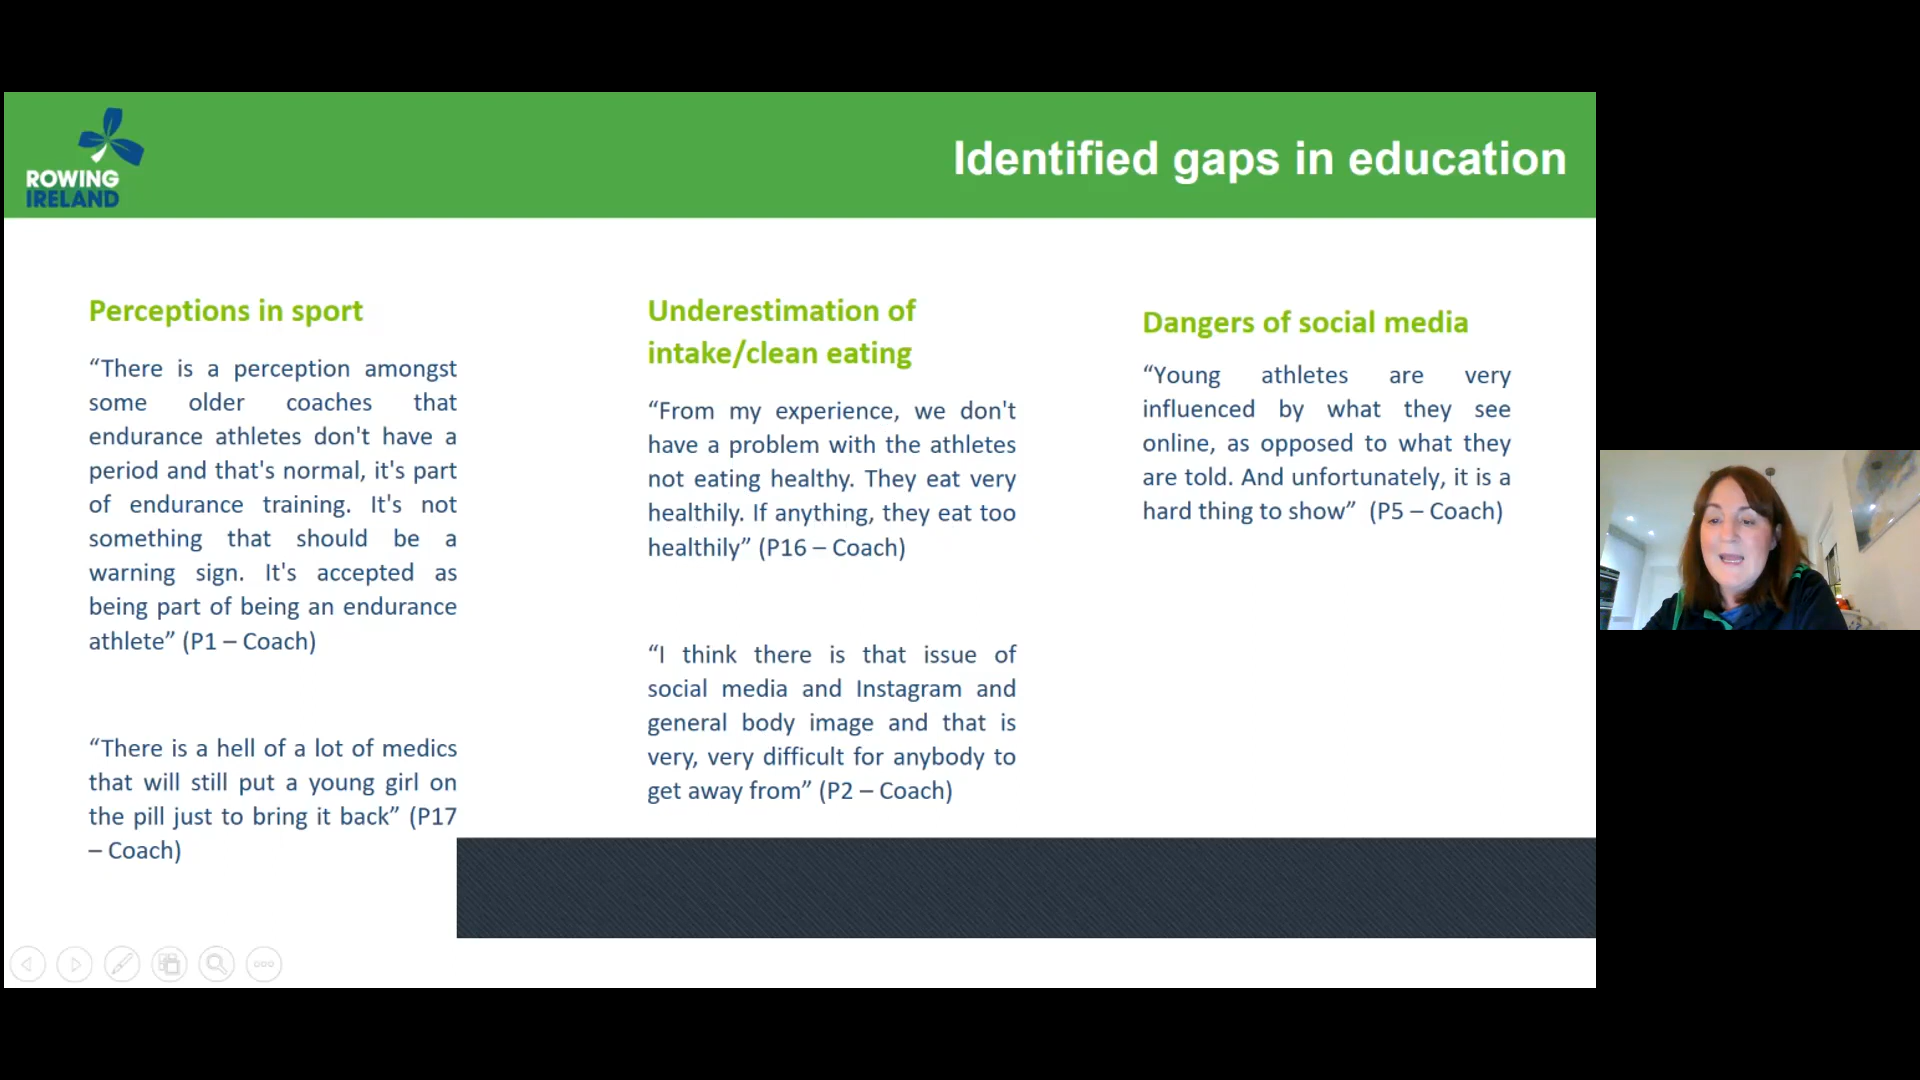 ROWING
IRELAND
Identified gaps in education
Perceptions in sport
“There is a perception amongst
some older coaches that
endurance athletes don't have a
period and that's normal, it's part
of endurance training. It's not
something that should be a
warning sign. It's accepted as
being part of being an endurance
athlete” (P1 – Coach)
“There is a hell of a lot of medics
that will still put a young girl on
the pill just to bring it back” (P17
– Coach)
Underestimation of
intake/clean eating
“From my experience, we don't
have a problem with the athletes
not eating healthy. They eat very
healthily. If anything, they eat too
healthily” (P16 – Coach)
“I think there is that issue of
social media and Instagram and
general body image and that is
very, very difficult for anybody to
get away from” (P2 – Coach)
Dangers of social media
“Young athletes are very
influenced by what they see
online, as opposed to what they
are told. And unfortunately, it is a
hard thing to show” (P5 – Coach)